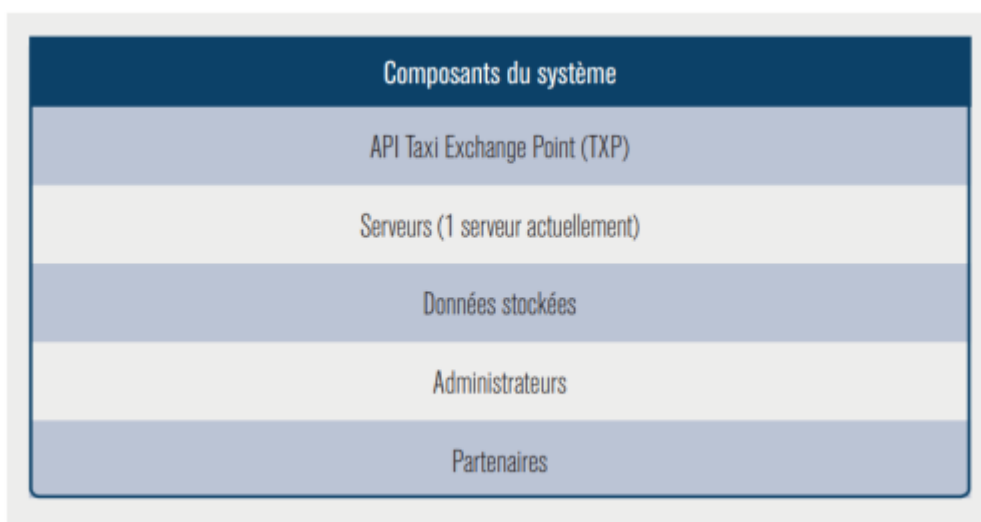 Composants du système
API Taxi Exchange Point (TXP)
Serveurs (1 serveur actuellement)
Données stockées
Administrateurs
Partenaires